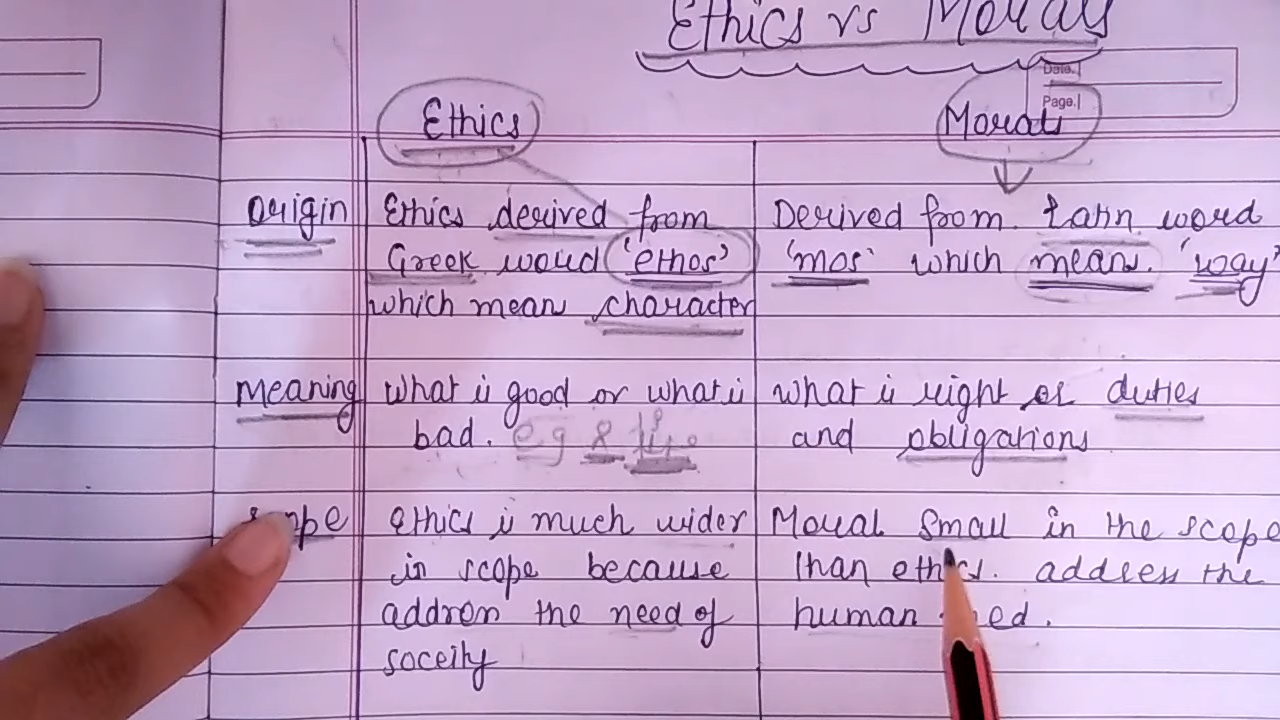 Ethics vs Morals
Date.
Page.
Ethics
Morals
Origin
Ethics derived from
Greek word 'ethos'
which mean character
Derived from Latin word
'mos' which mean. 'way'
Meaning
What is good or what is
bad. eg
What is right or duties
and obligations
Ethics is much wider
in scope because
address the need of
soceity
Moral small in the scope
than ethics. address the
human